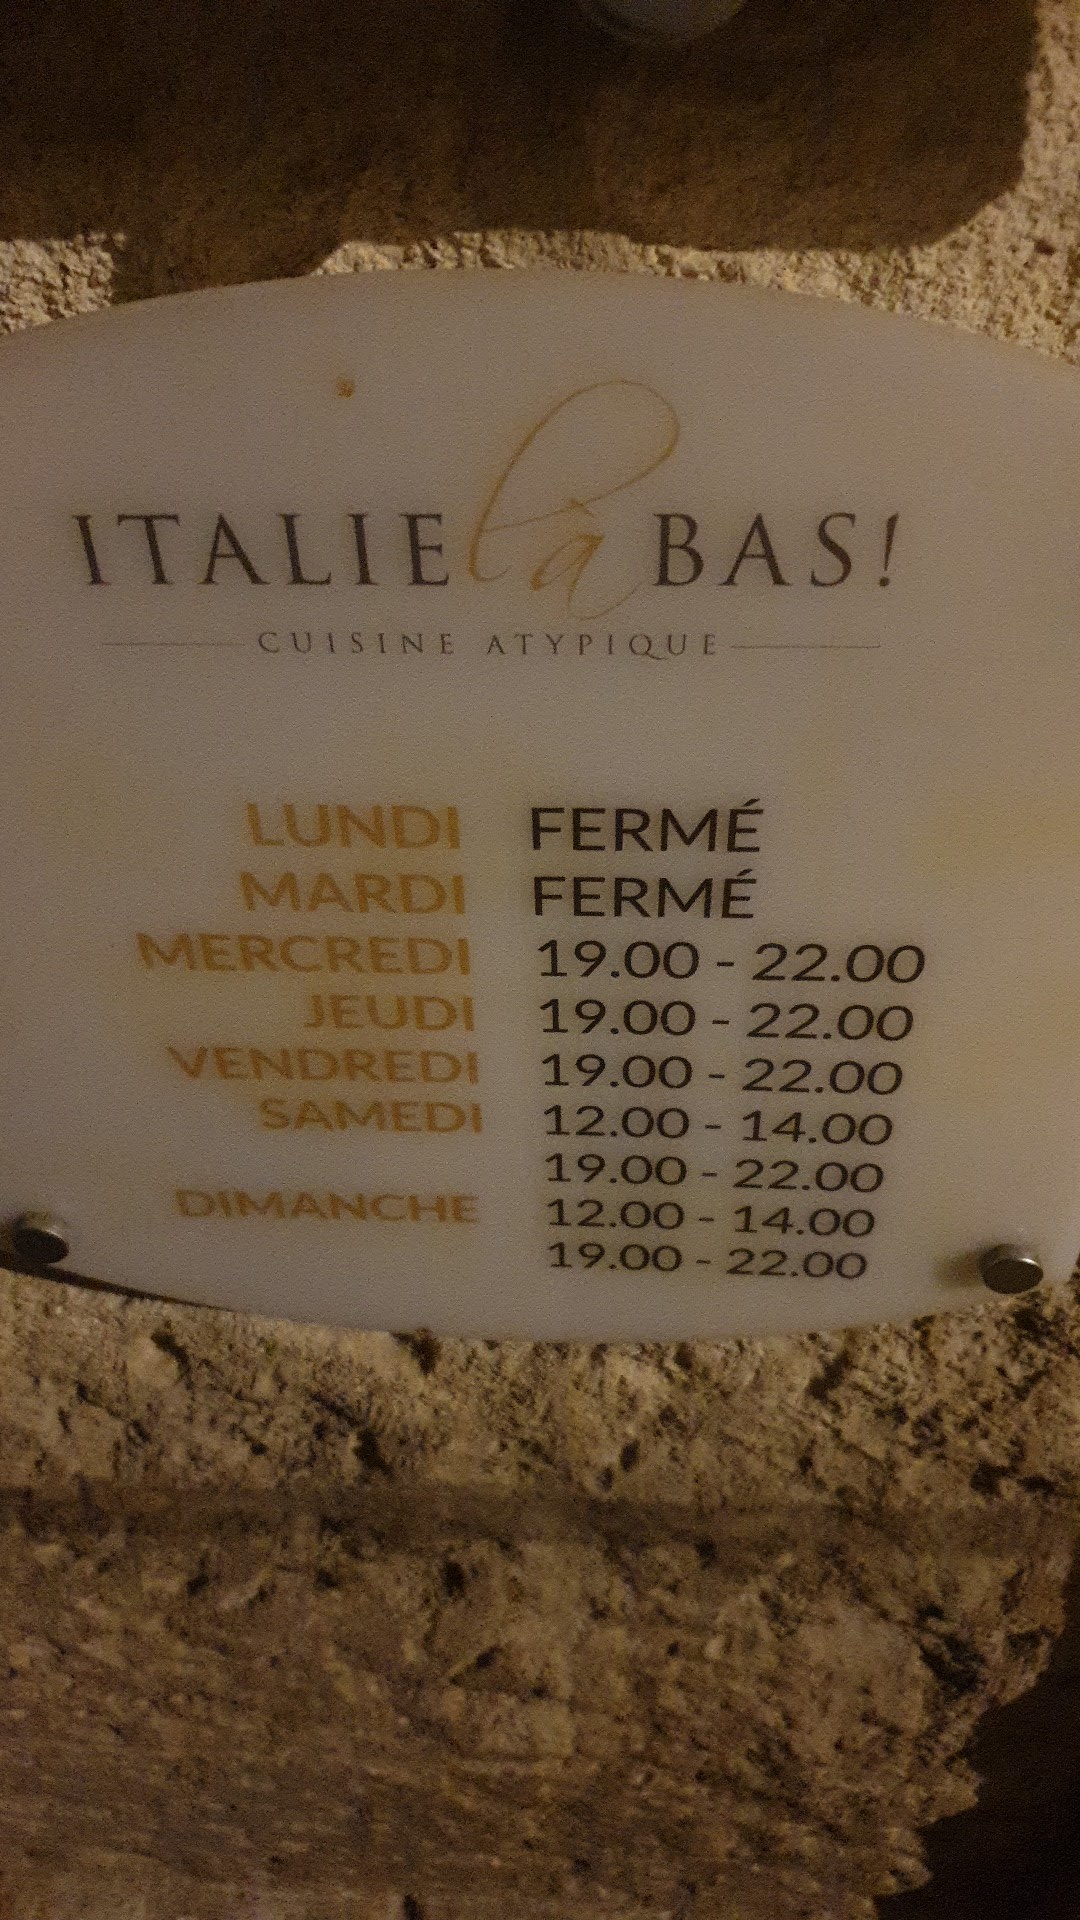 ITALIE là BAS!
CUISINE ATYPIQUE
LUNDI FERMÉ
MARDI FERMÉ
MERCREDI 19.00 - 22.00
JEUDI 19.00 - 22.00
VENDREDI 19.00 - 22.00
SAMEDI 12.00 - 14.00
19.00 - 22.00
DIMANCHE 12.00 - 14.00
19.00 - 22.00